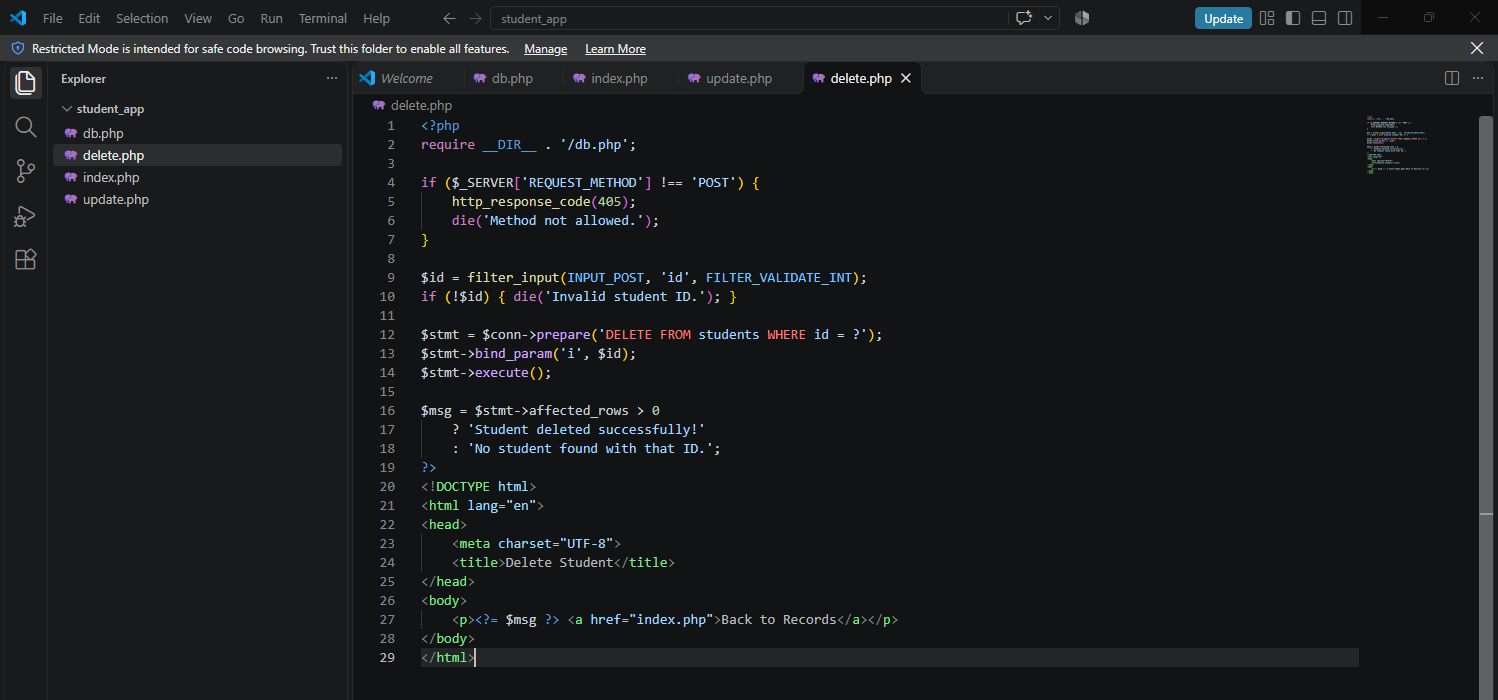 File Edit Selection View Go Run Terminal Help
student_app
Update
Restricted Mode is intended for safe code browsing. Trust this folder to enable all features. Manage Learn More
Explorer
student_app
db.php
delete.php
index.php
update.php
Welcome db.php index.php update.php delete.php
delete.php
1 <?php
2 require __DIR__ . '/db.php';
3
4 if ($_SERVER['REQUEST_METHOD'] !== 'POST') {
5     http_response_code(405);
6     die('Method not allowed.');
7 }
8
9 $id = filter_input(INPUT_POST, 'id', FILTER_VALIDATE_INT);
10 if (!$id) { die('Invalid student ID.'); }
11
12 $stmt = $conn->prepare('DELETE FROM students WHERE id = ?');
13 $stmt->bind_param('i', $id);
14 $stmt->execute();
15
16 $msg = $stmt->affected_rows > 0
17     ? 'Student deleted successfully!'
18     : 'No student found with that ID.';
19 ?>
20 <!DOCTYPE html>
21 <html lang="en">
22 <head>
23     <meta charset="UTF-8">
24     <title>Delete Student</title>
25 </head>
26 <body>
27     <p><?= $msg ?> <a href="index.php">Back to Records</a></p>
28 </body>
29 </html>